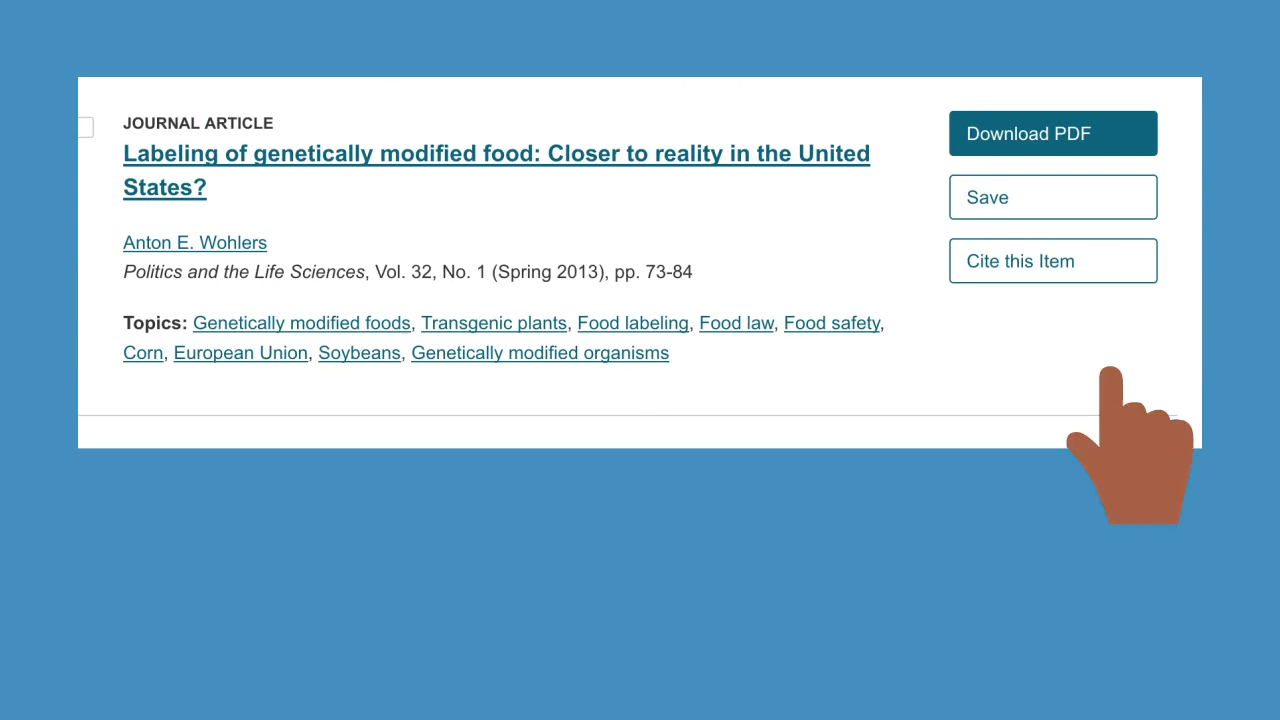 JOURNAL ARTICLE
Labeling of genetically modified food: Closer to reality in the United
States?
Anton E. Wohlers
Politics and the Life Sciences, Vol. 32, No. 1 (Spring 2013), pp. 73-84
Topics: Genetically modified foods, Transgenic plants, Food labeling, Food law, Food safety,
Corn, European Union, Soybeans, Genetically modified organisms
Download PDF
Save
Cite this Item